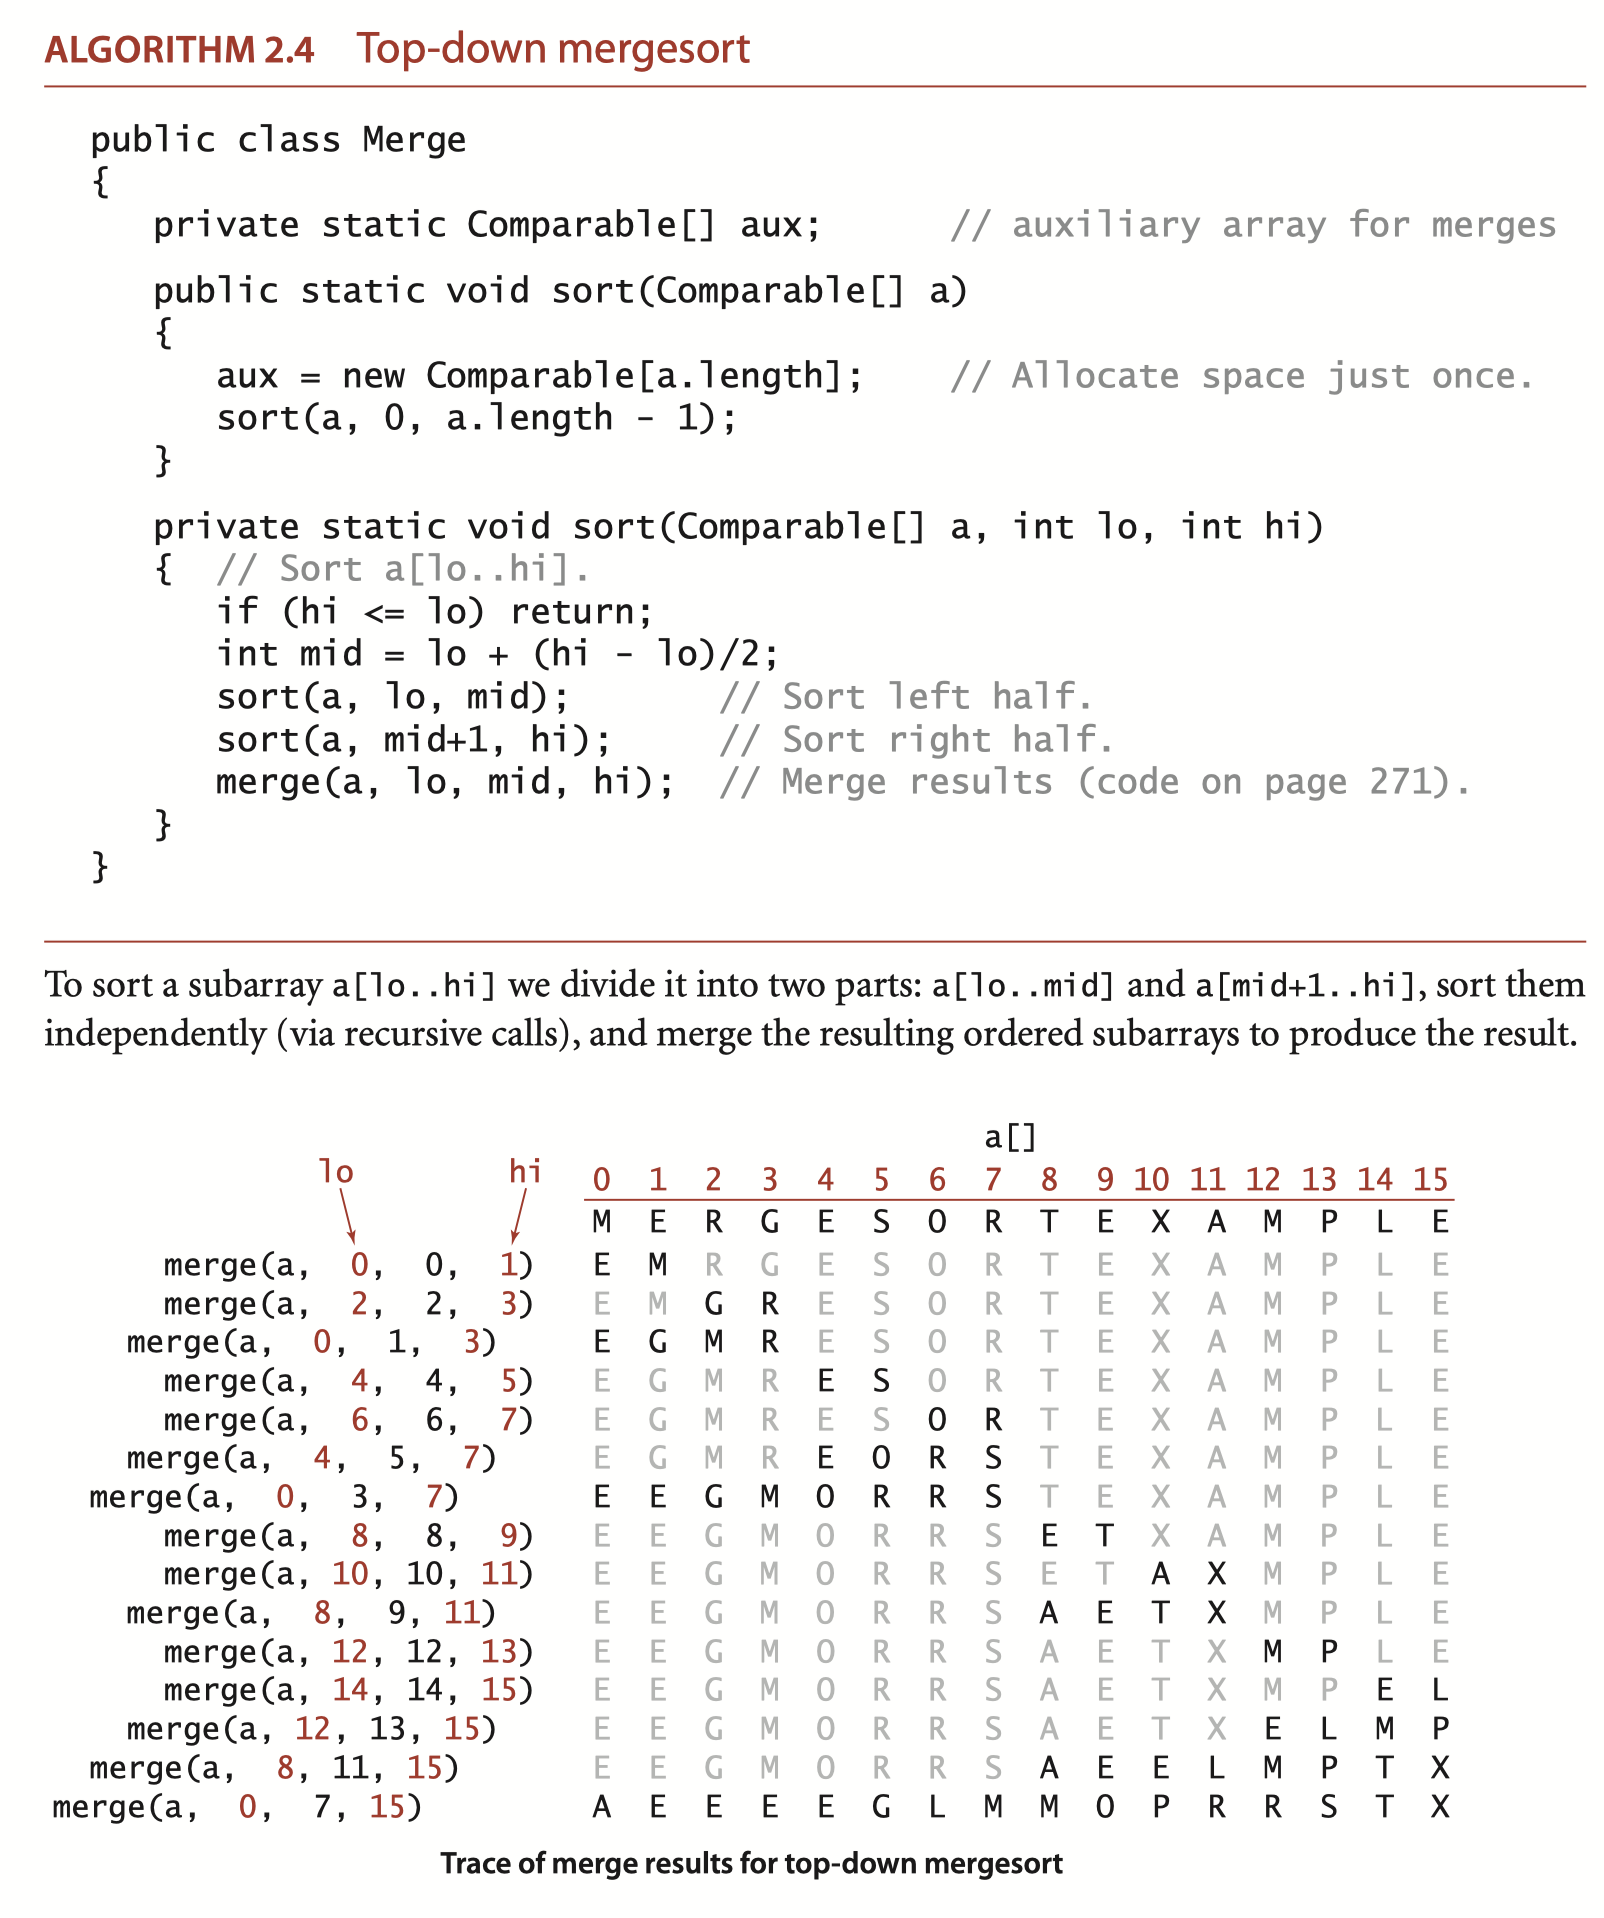 ALGORITHM 2.4 Top-down mergesort
public class Merge
{
private static Comparable[] aux; // auxiliary array for merges
public static void sort(Comparable[] a)
{
aux = new Comparable[a.length]; // Allocate space just once.
sort(a, 0, a.length - 1);
}
private static void sort(Comparable[] a, int lo, int hi)
{ // Sort a[lo..hi].
if (hi <= lo) return;
int mid = lo + (hi - lo)/2;
sort(a, lo, mid); // Sort left half.
sort(a, mid+1, hi); // Sort right half.
merge(a, lo, mid, hi); // Merge results (code on page 271).
}
}
To sort a subarray a[lo..hi] we divide it into two parts: a[lo..mid] and a[mid+1..hi], sort them
independently (via recursive calls), and merge the resulting ordered subarrays to produce the result.
a[]
lo hi 0 1 2 3 4 5 6 7 8 9 10 11 12 13 14 15
M E R G E S O R T E X A M P L E
merge(a, 0, 0, 1) E M R G E S O R T E X A M P L E
merge(a, 2, 2, 3) E M G R E S O R T E X A M P L E
merge(a, 0, 1, 3) E G M R E S O R T E X A M P L E
merge(a, 4, 4, 5) E G M R E S O R T E X A M P L E
merge(a, 6, 6, 7) E G M R E S O R T E X A M P L E
merge(a, 4, 5, 7) E G M R E O R S T E X A M P L E
merge(a, 0, 3, 7) E E G M O R R S T E X A M P L E
merge(a, 8, 8, 9) E E G M O R R S E T X A M P L E
merge(a, 10, 10, 11) E E G M O R R S E T A X M P L E
merge(a, 8, 9, 11) E E G M O R R S A E T X M P L E
merge(a, 12, 12, 13) E E G M O R R S A E T X M P L E
merge(a, 14, 14, 15) E E G M O R R S A E T X M P E L
merge(a, 12, 13, 15) E E G M O R R S A E T X E L M P
merge(a, 8, 11, 15) E E G M O R R S A E E L M P T X
merge(a, 0, 7, 15) A E E E E G L M M O P R R S T X
Trace of merge results for top-down mergesort